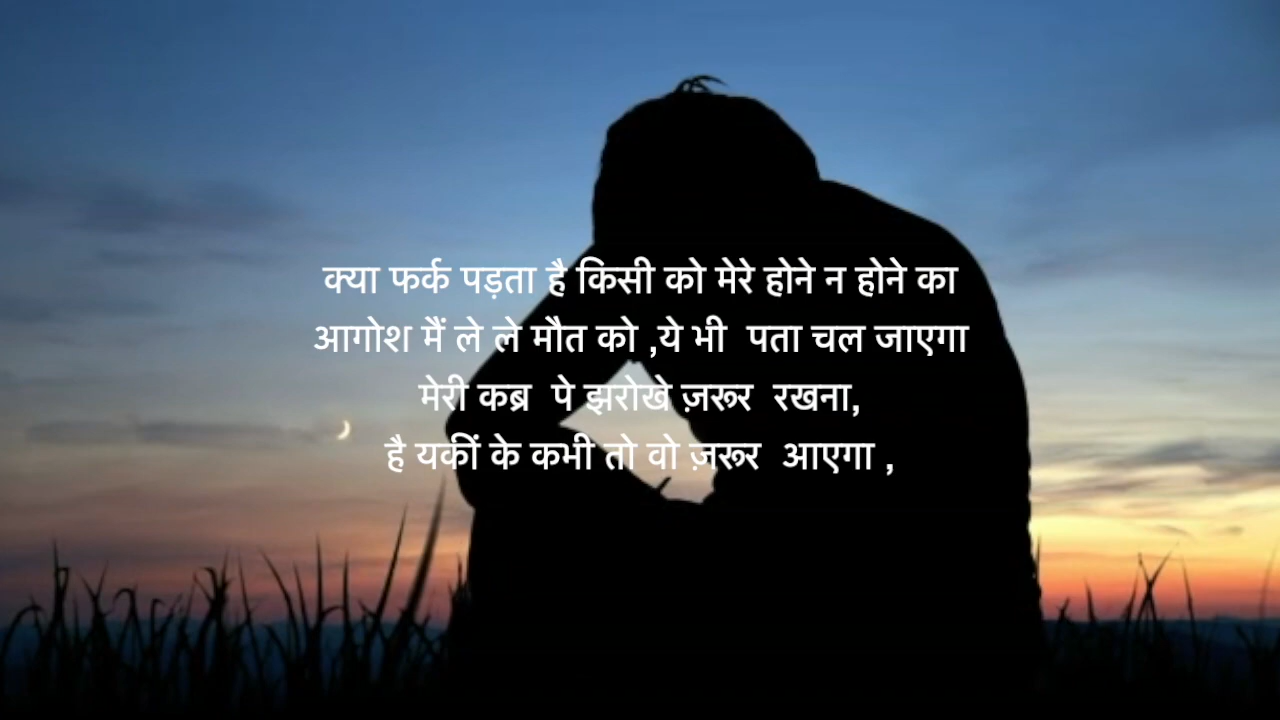 क्या फर्क पड़ता है किसी को मेरे होने न होने का
आगोश मैं ले ले मौत को ,ये भी  पता चल जाएगा
मेरी कब्र  पे झरोखे ज़रूर  रखना,
है यकीं के कभी तो वो ज़रूर  आएगा ,